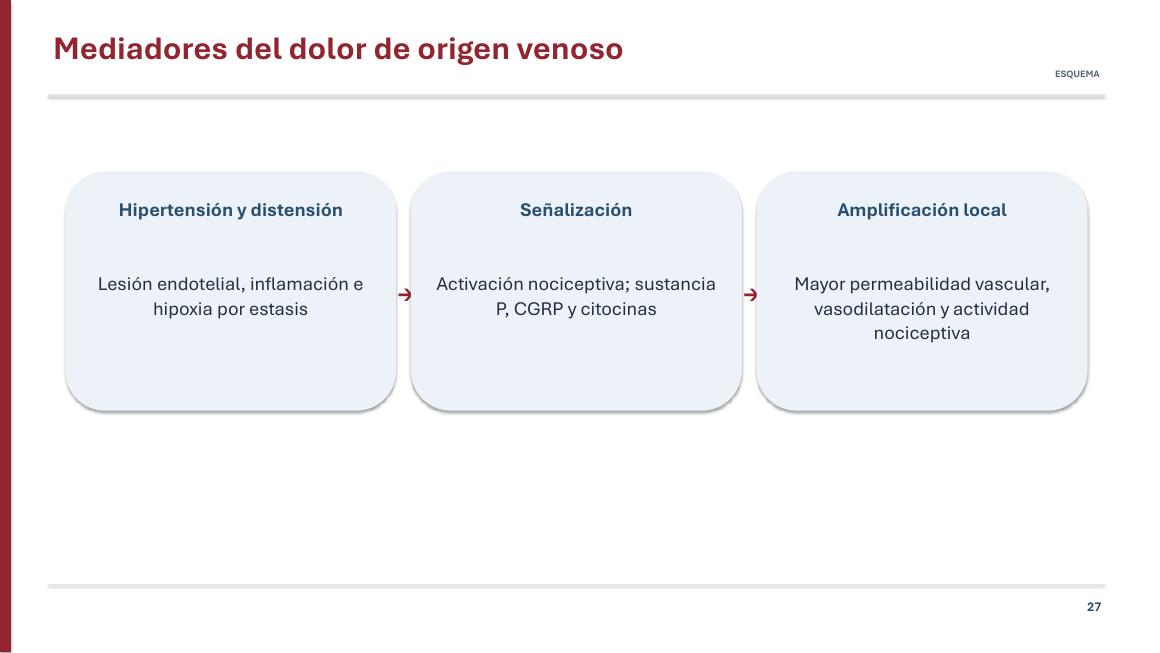 Mediadores del dolor de origen venoso
ESQUEMA
Hipertensión y distensión
Lesión endotelial, inflamación e
hipoxia por estasis
→
Señalización
Activación nociceptiva; sustancia
P, CGRP y citocinas
→
Amplificación local
Mayor permeabilidad vascular,
vasodilatación y actividad
nociceptiva
27